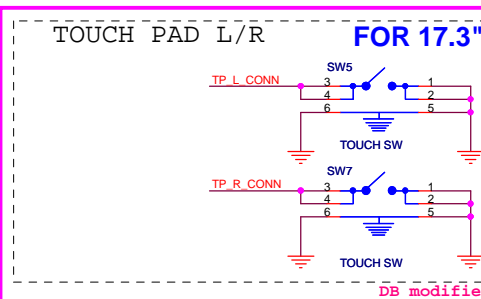 TOUCH PAD L/R FOR 17.3"
SW5
TP_L_CONN 3 1
4 2
6 5
TOUCH SW
SW7
TP_R_CONN 3 1
4 2
6 5
TOUCH SW
DB modifie